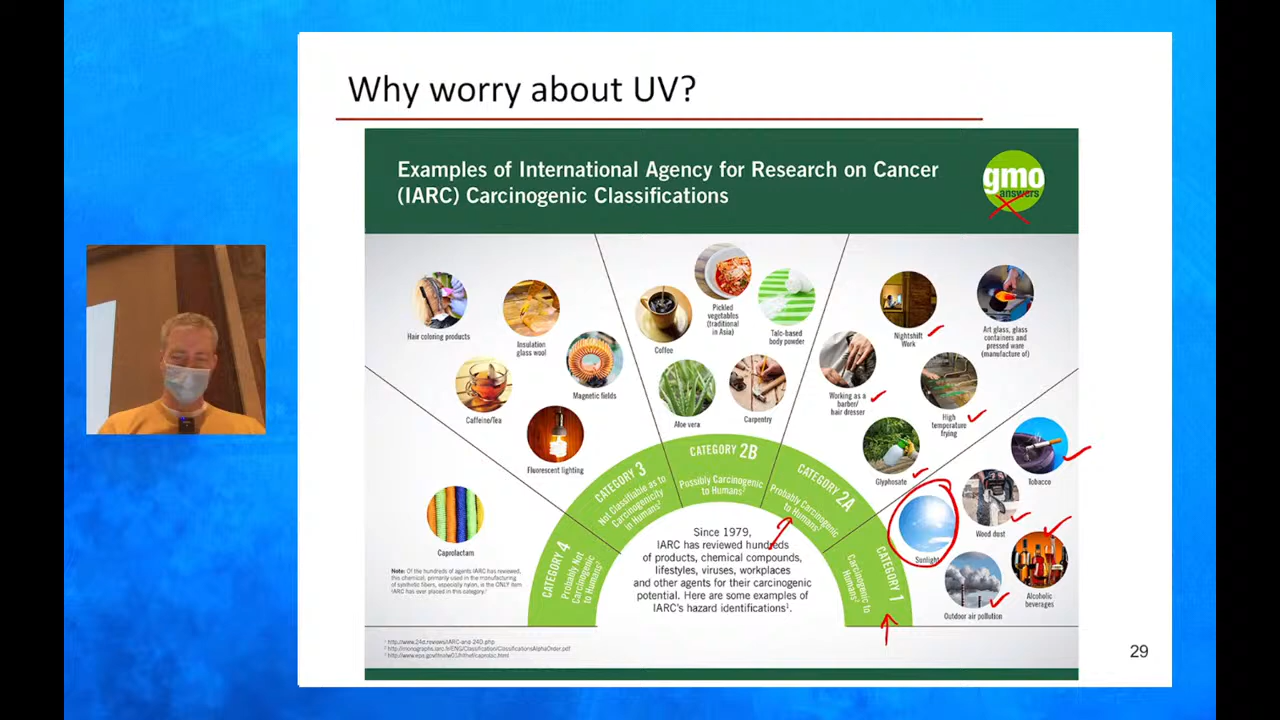 Why worry about UV?
Examples of International Agency for Research on Cancer
(IARC) Carcinogenic Classifications
gmo
answers
Hair coloring products
Insulation
glass wool
Magnetic fields
Caffeine/Tea
Fluorescent lighting
Coffee
Pickled
vegetables
(traditional
in Asia)
Talc-based
body powder
Aloe vera
Carpentry
Nightshift
Work
Art glass, glass
containers and
pressed ware
(manufacture of)
Working as a
barber/
hair dresser
High
temperature
frying
Glyphosate
Tobacco
Sunlight
Wood dust
Outdoor air pollution
Alcoholic
beverages
Caprolactam
CATEGORY 4
Probably Not
Carcinogenic
to Humans²
CATEGORY 3
Not Classifiable as to
Carcinogenicity
in Humans²
CATEGORY 2B
Possibly Carcinogenic
to Humans²
CATEGORY 2A
Probably Carcinogenic
to Humans²
CATEGORY 1
Carcinogenic to
Humans²
Since 1979,
IARC has reviewed hundreds
of products, chemical compounds,
lifestyles, viruses, workplaces
and other agents for their carcinogenic
potential. Here are some examples of
IARC's hazard identifications¹.
Note: Of the hundreds of agents IARC has reviewed,
this chemical, primarily used in the manufacturing
of synthetic fibers, especially nylon, is the ONLY item
IARC has ever placed in this category.
29